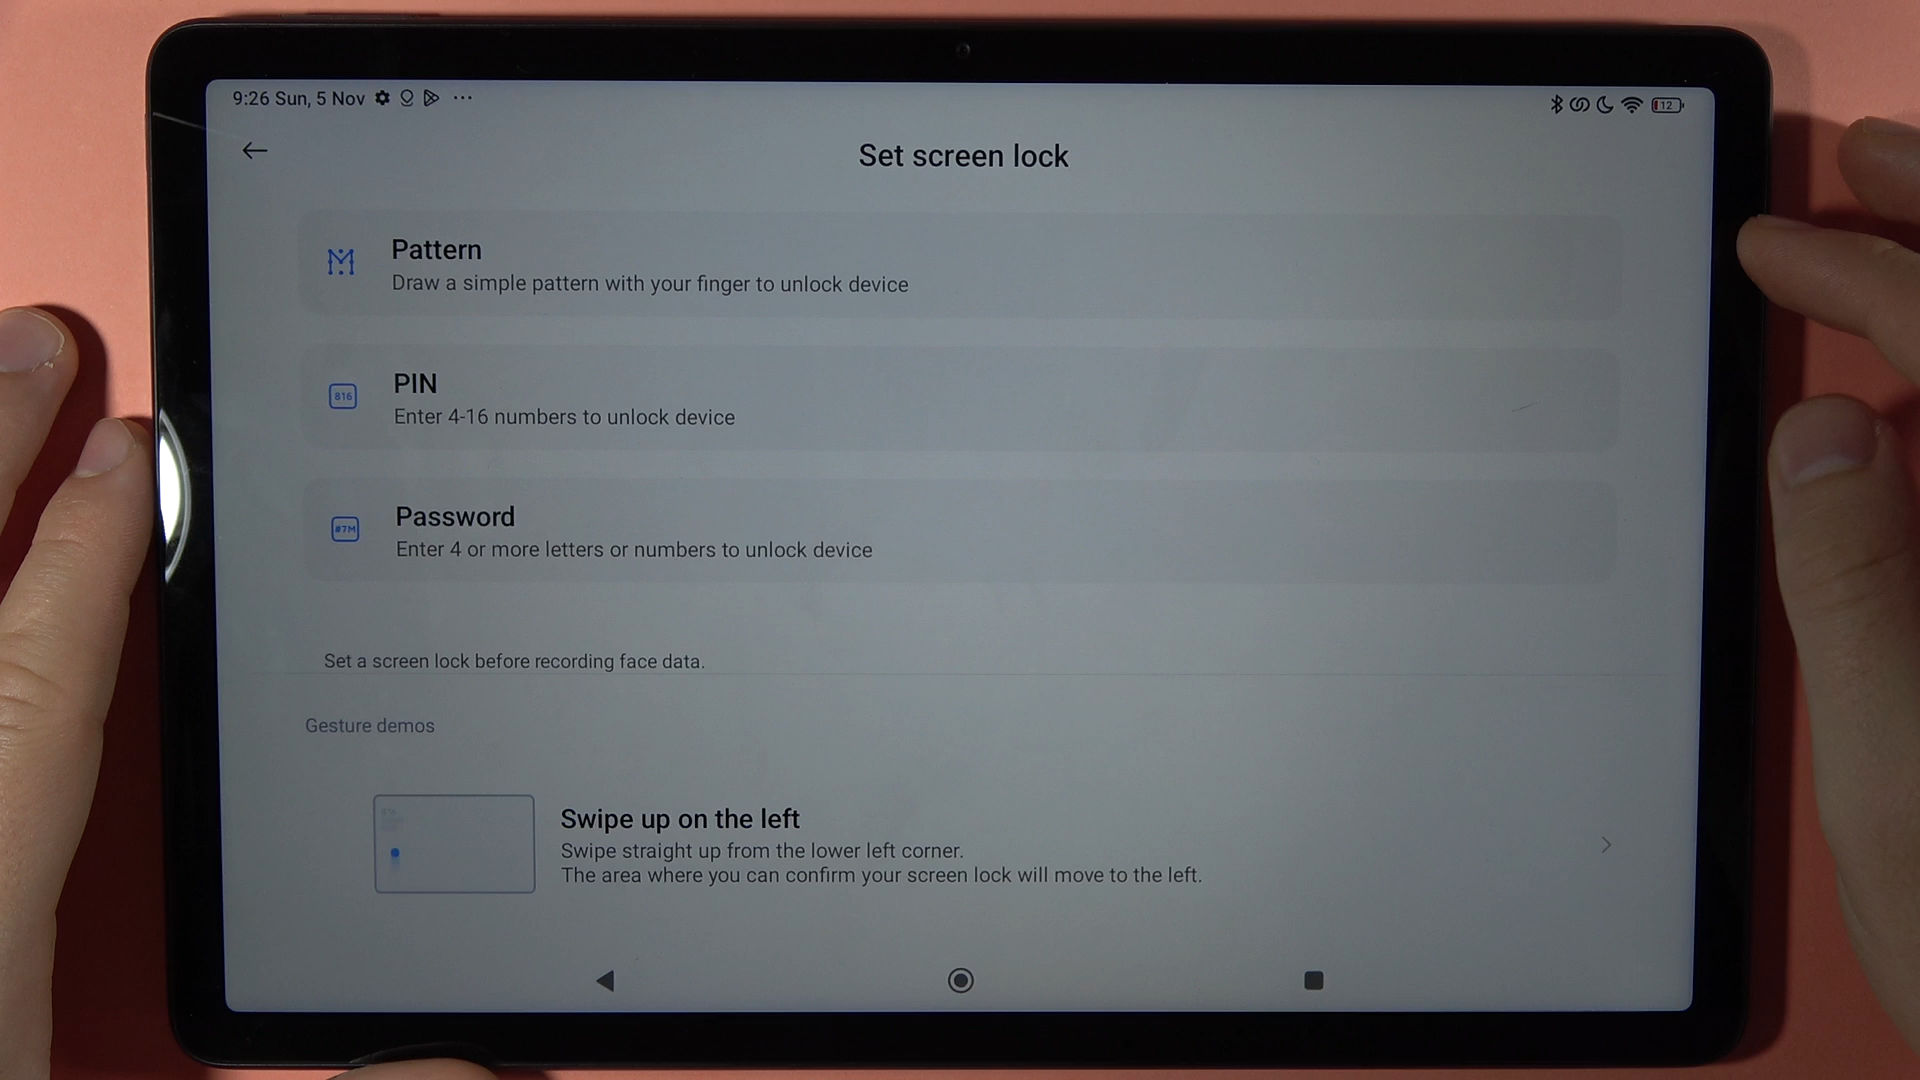 9:26 Sun, 5 Nov
12
Set screen lock
Pattern
Draw a simple pattern with your finger to unlock device
816
PIN
Enter 4-16 numbers to unlock device
#7M
Password
Enter 4 or more letters or numbers to unlock device
Set a screen lock before recording face data.
Gesture demos
Swipe up on the left
Swipe straight up from the lower left corner.
The area where you can confirm your screen lock will move to the left.